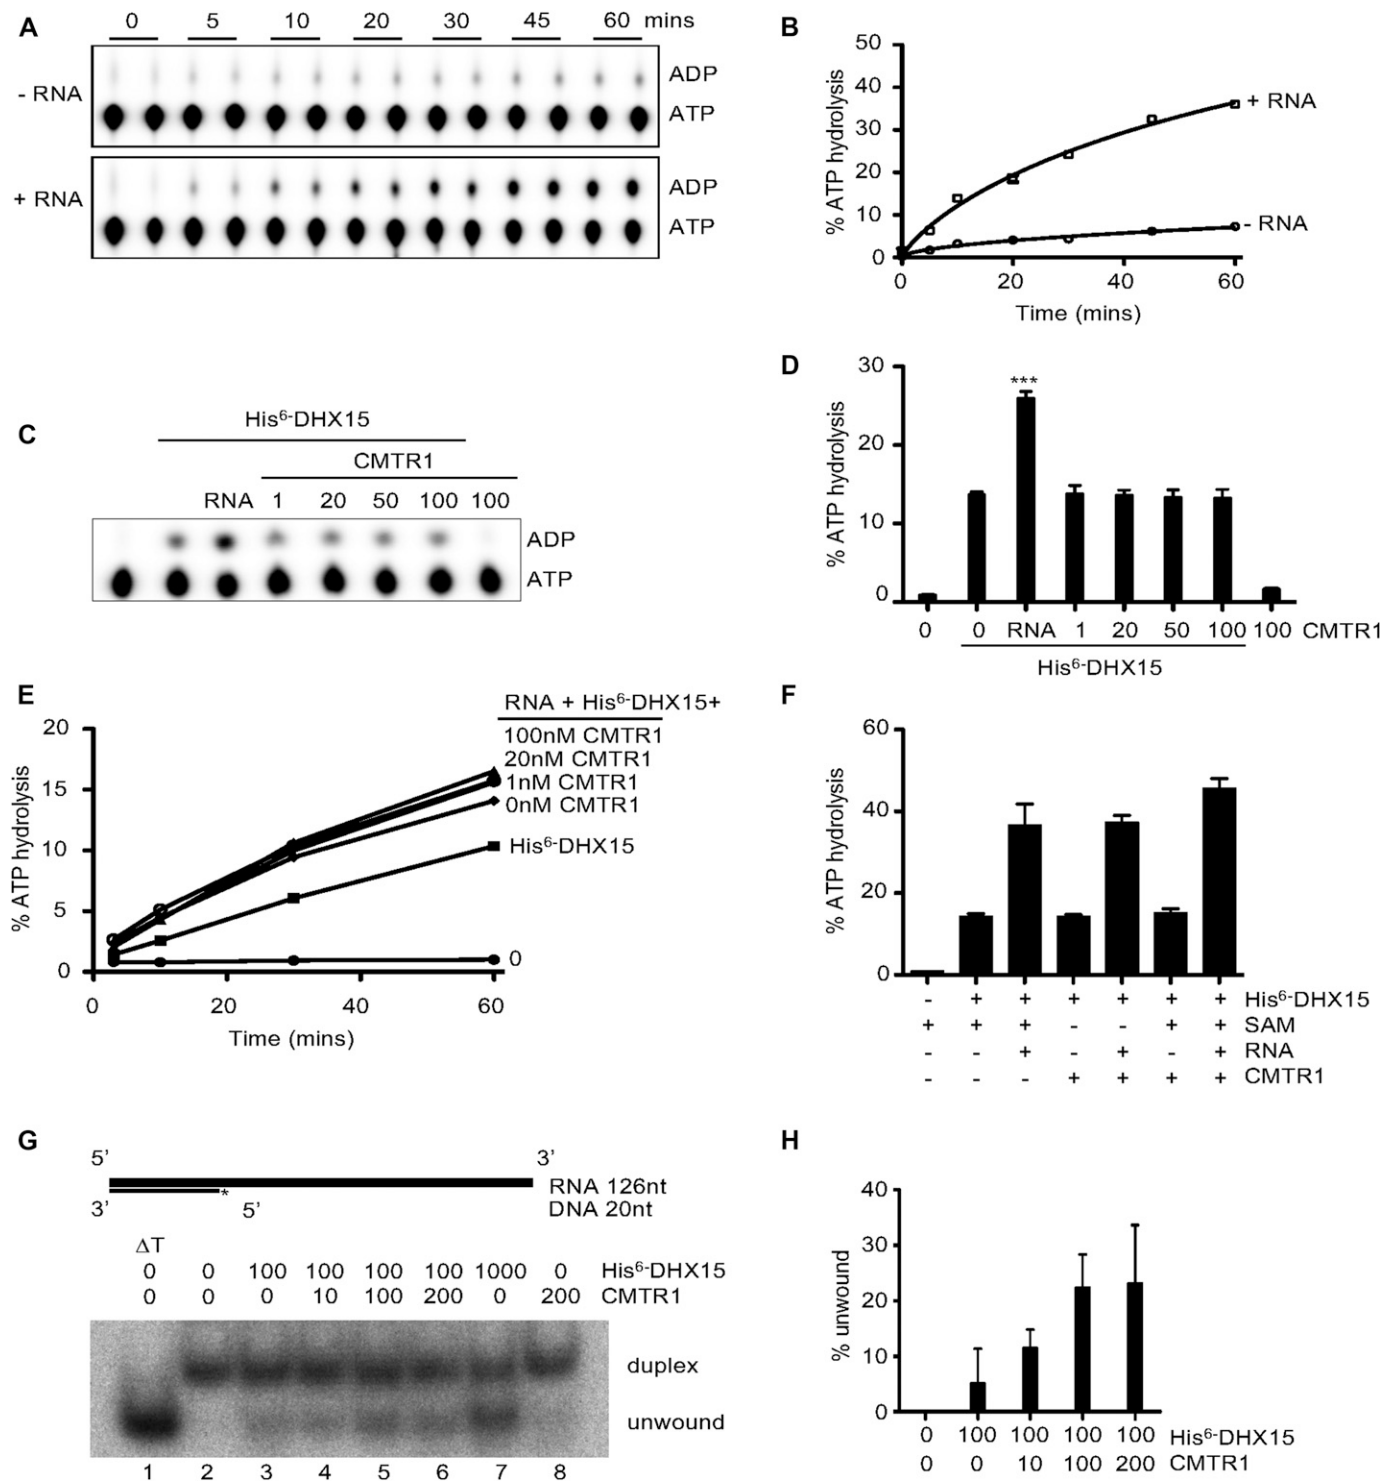 A
0 5 10 20 30 45 60 mins
- RNA
ADP
ATP
+ RNA
ADP
ATP
B
50
40
30
20
10
0
% ATP hydrolysis
+ RNA
- RNA
0 20 40 60
Time (mins)
C
His6-DHX15
CMTR1
RNA 1 20 50 100 100
ADP
ATP
D
30
20
10
0
% ATP hydrolysis
***
0 0 RNA 1 20 50 100 100 CMTR1
His6-DHX15
E
20
15
10
5
0
% ATP hydrolysis
RNA + His6-DHX15+
100nM CMTR1
20nM CMTR1
1nM CMTR1
0nM CMTR1
His6-DHX15
0
0 20 40 60
Time (mins)
F
60
40
20
0
% ATP hydrolysis
- + + + + + + His6-DHX15
+ + + - - + + SAM
- - + - + - + RNA
- - - + + + + CMTR1
G
5' 3'
RNA 126nt
3' 5' DNA 20nt
*
ΔT
0 0 100 100 100 100 1000 0 His6-DHX15
0 0 0 10 100 200 0 200 CMTR1
duplex
unwound
1 2 3 4 5 6 7 8
H
40
30
20
10
0
% unwound
0 100 100 100 100 His6-DHX15
0 0 10 100 200 CMTR1